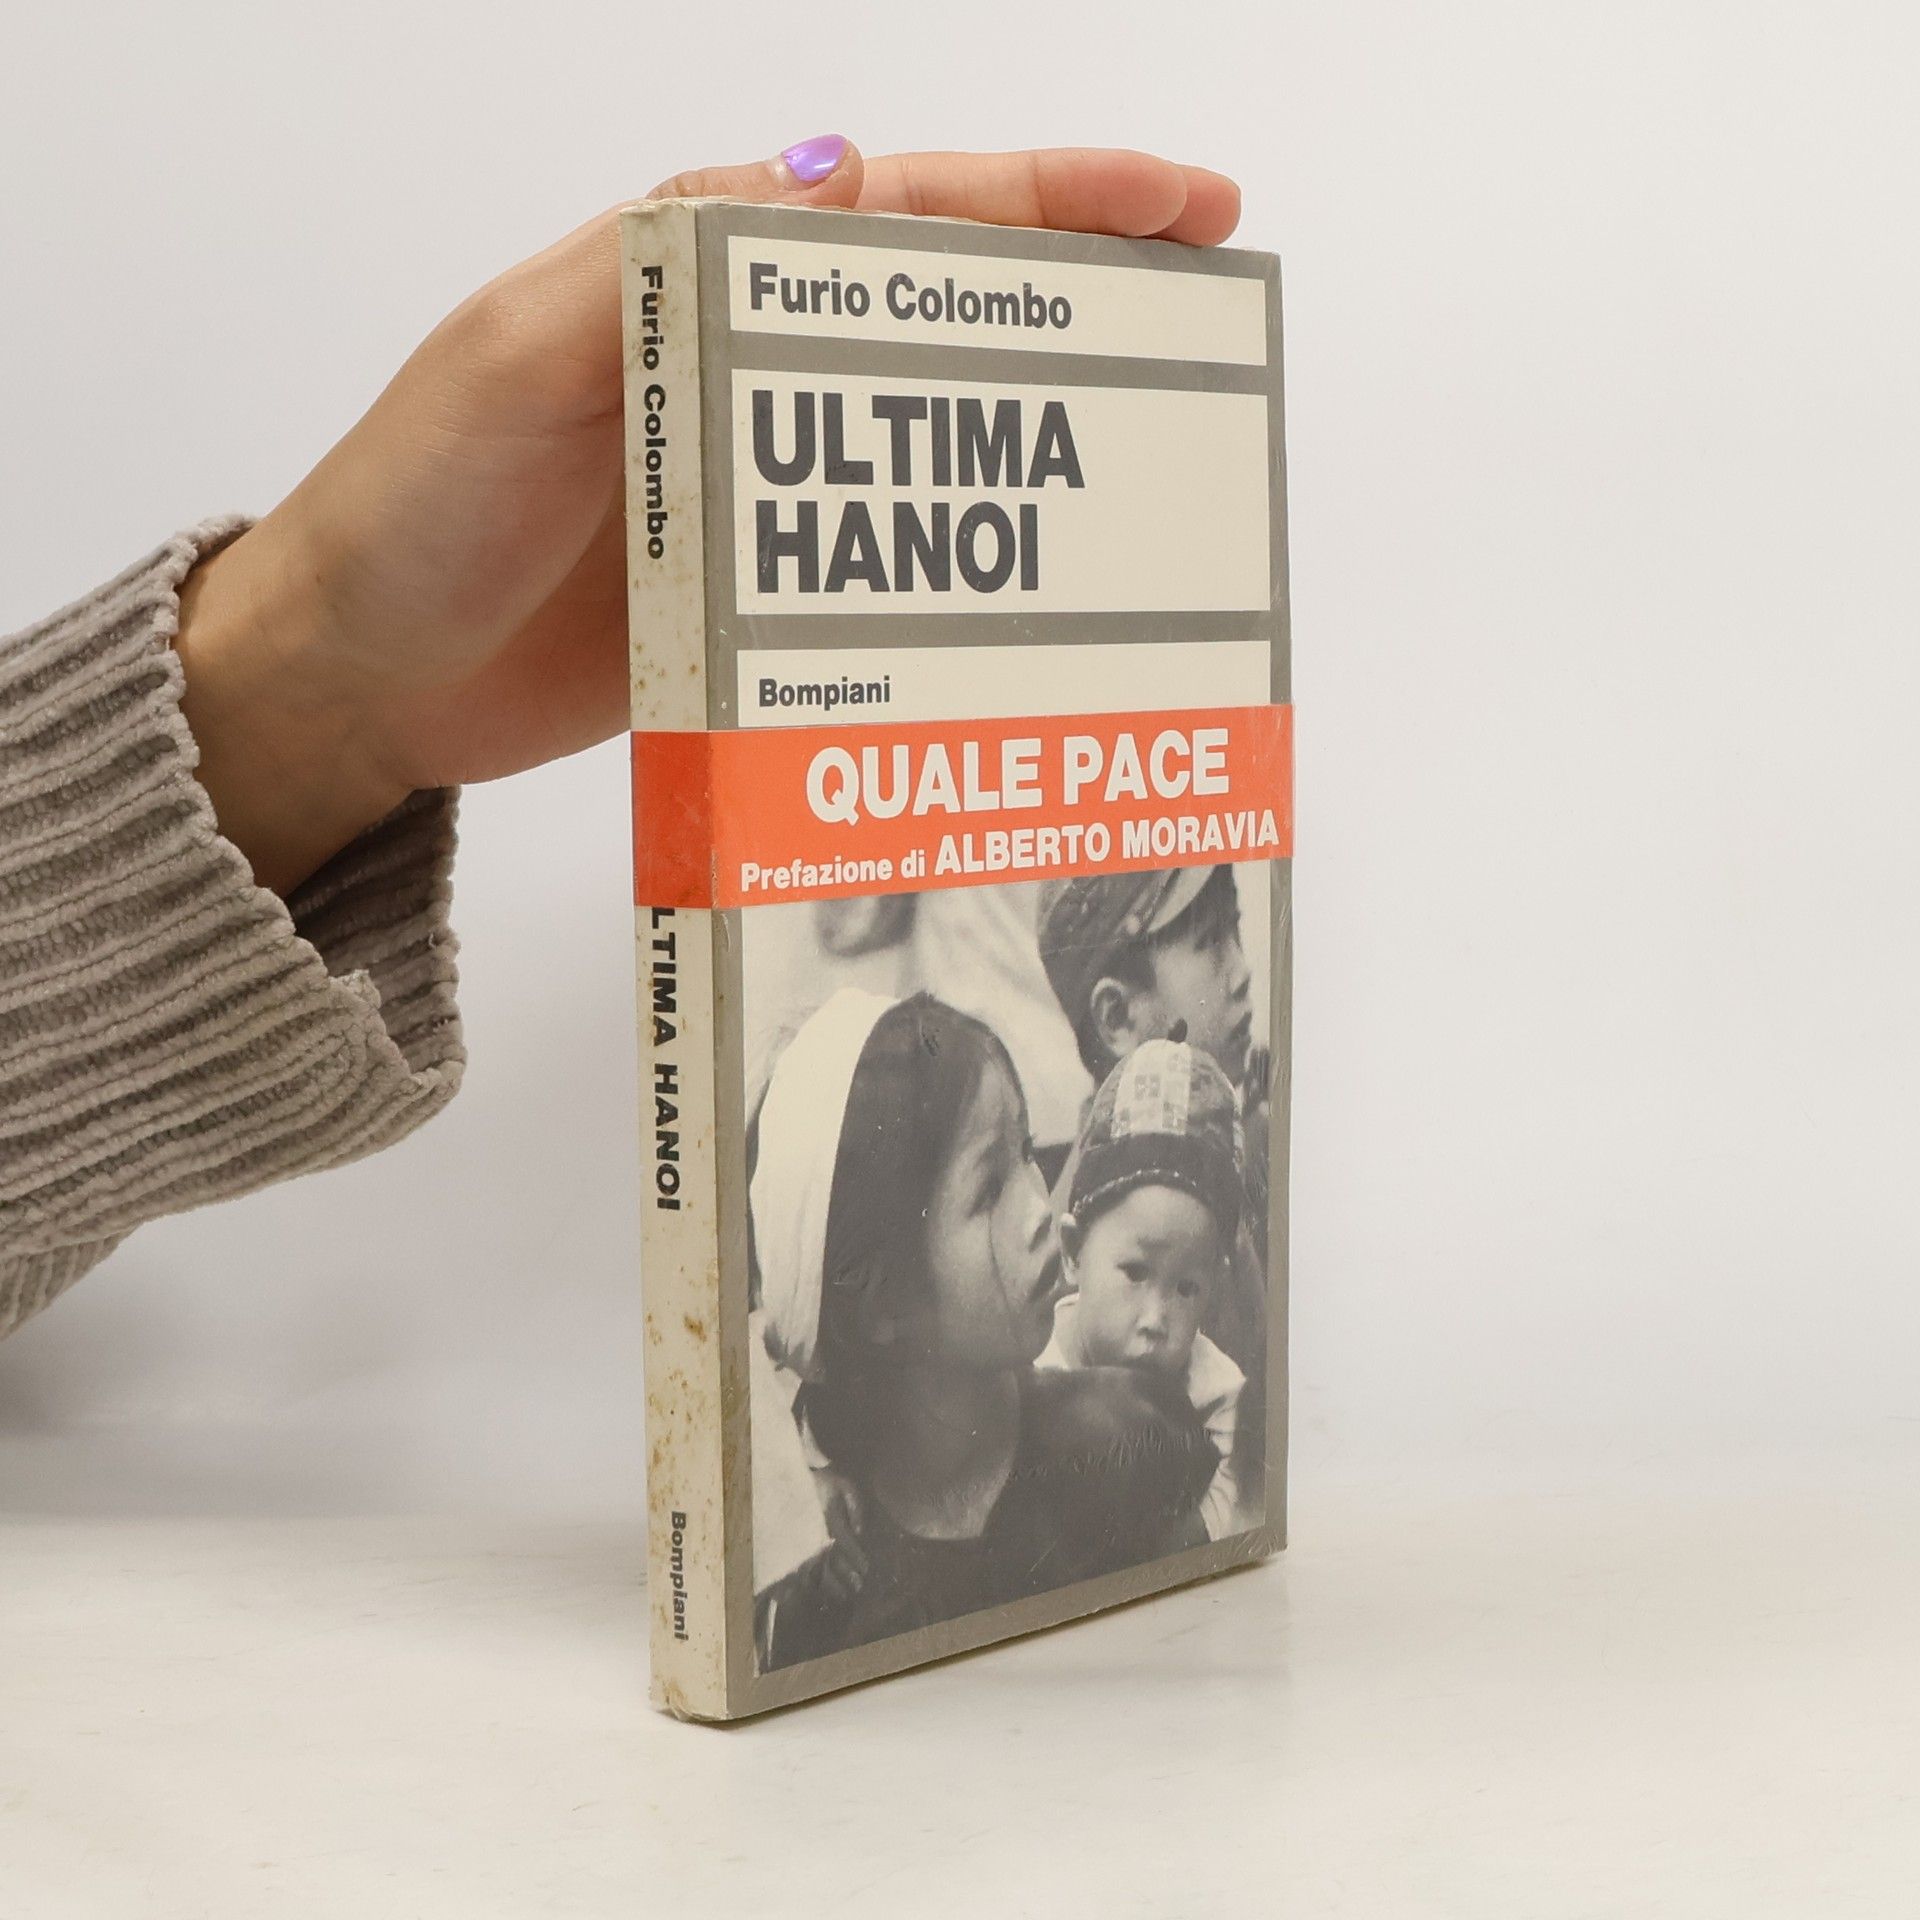 Furio Colombo
ULTIMA
HANOI
Bompiani
QUALE PACE
Prefazione di ALBERTO MORAVIA
Furio Colombo
LTIMA HANOI
Bompiani